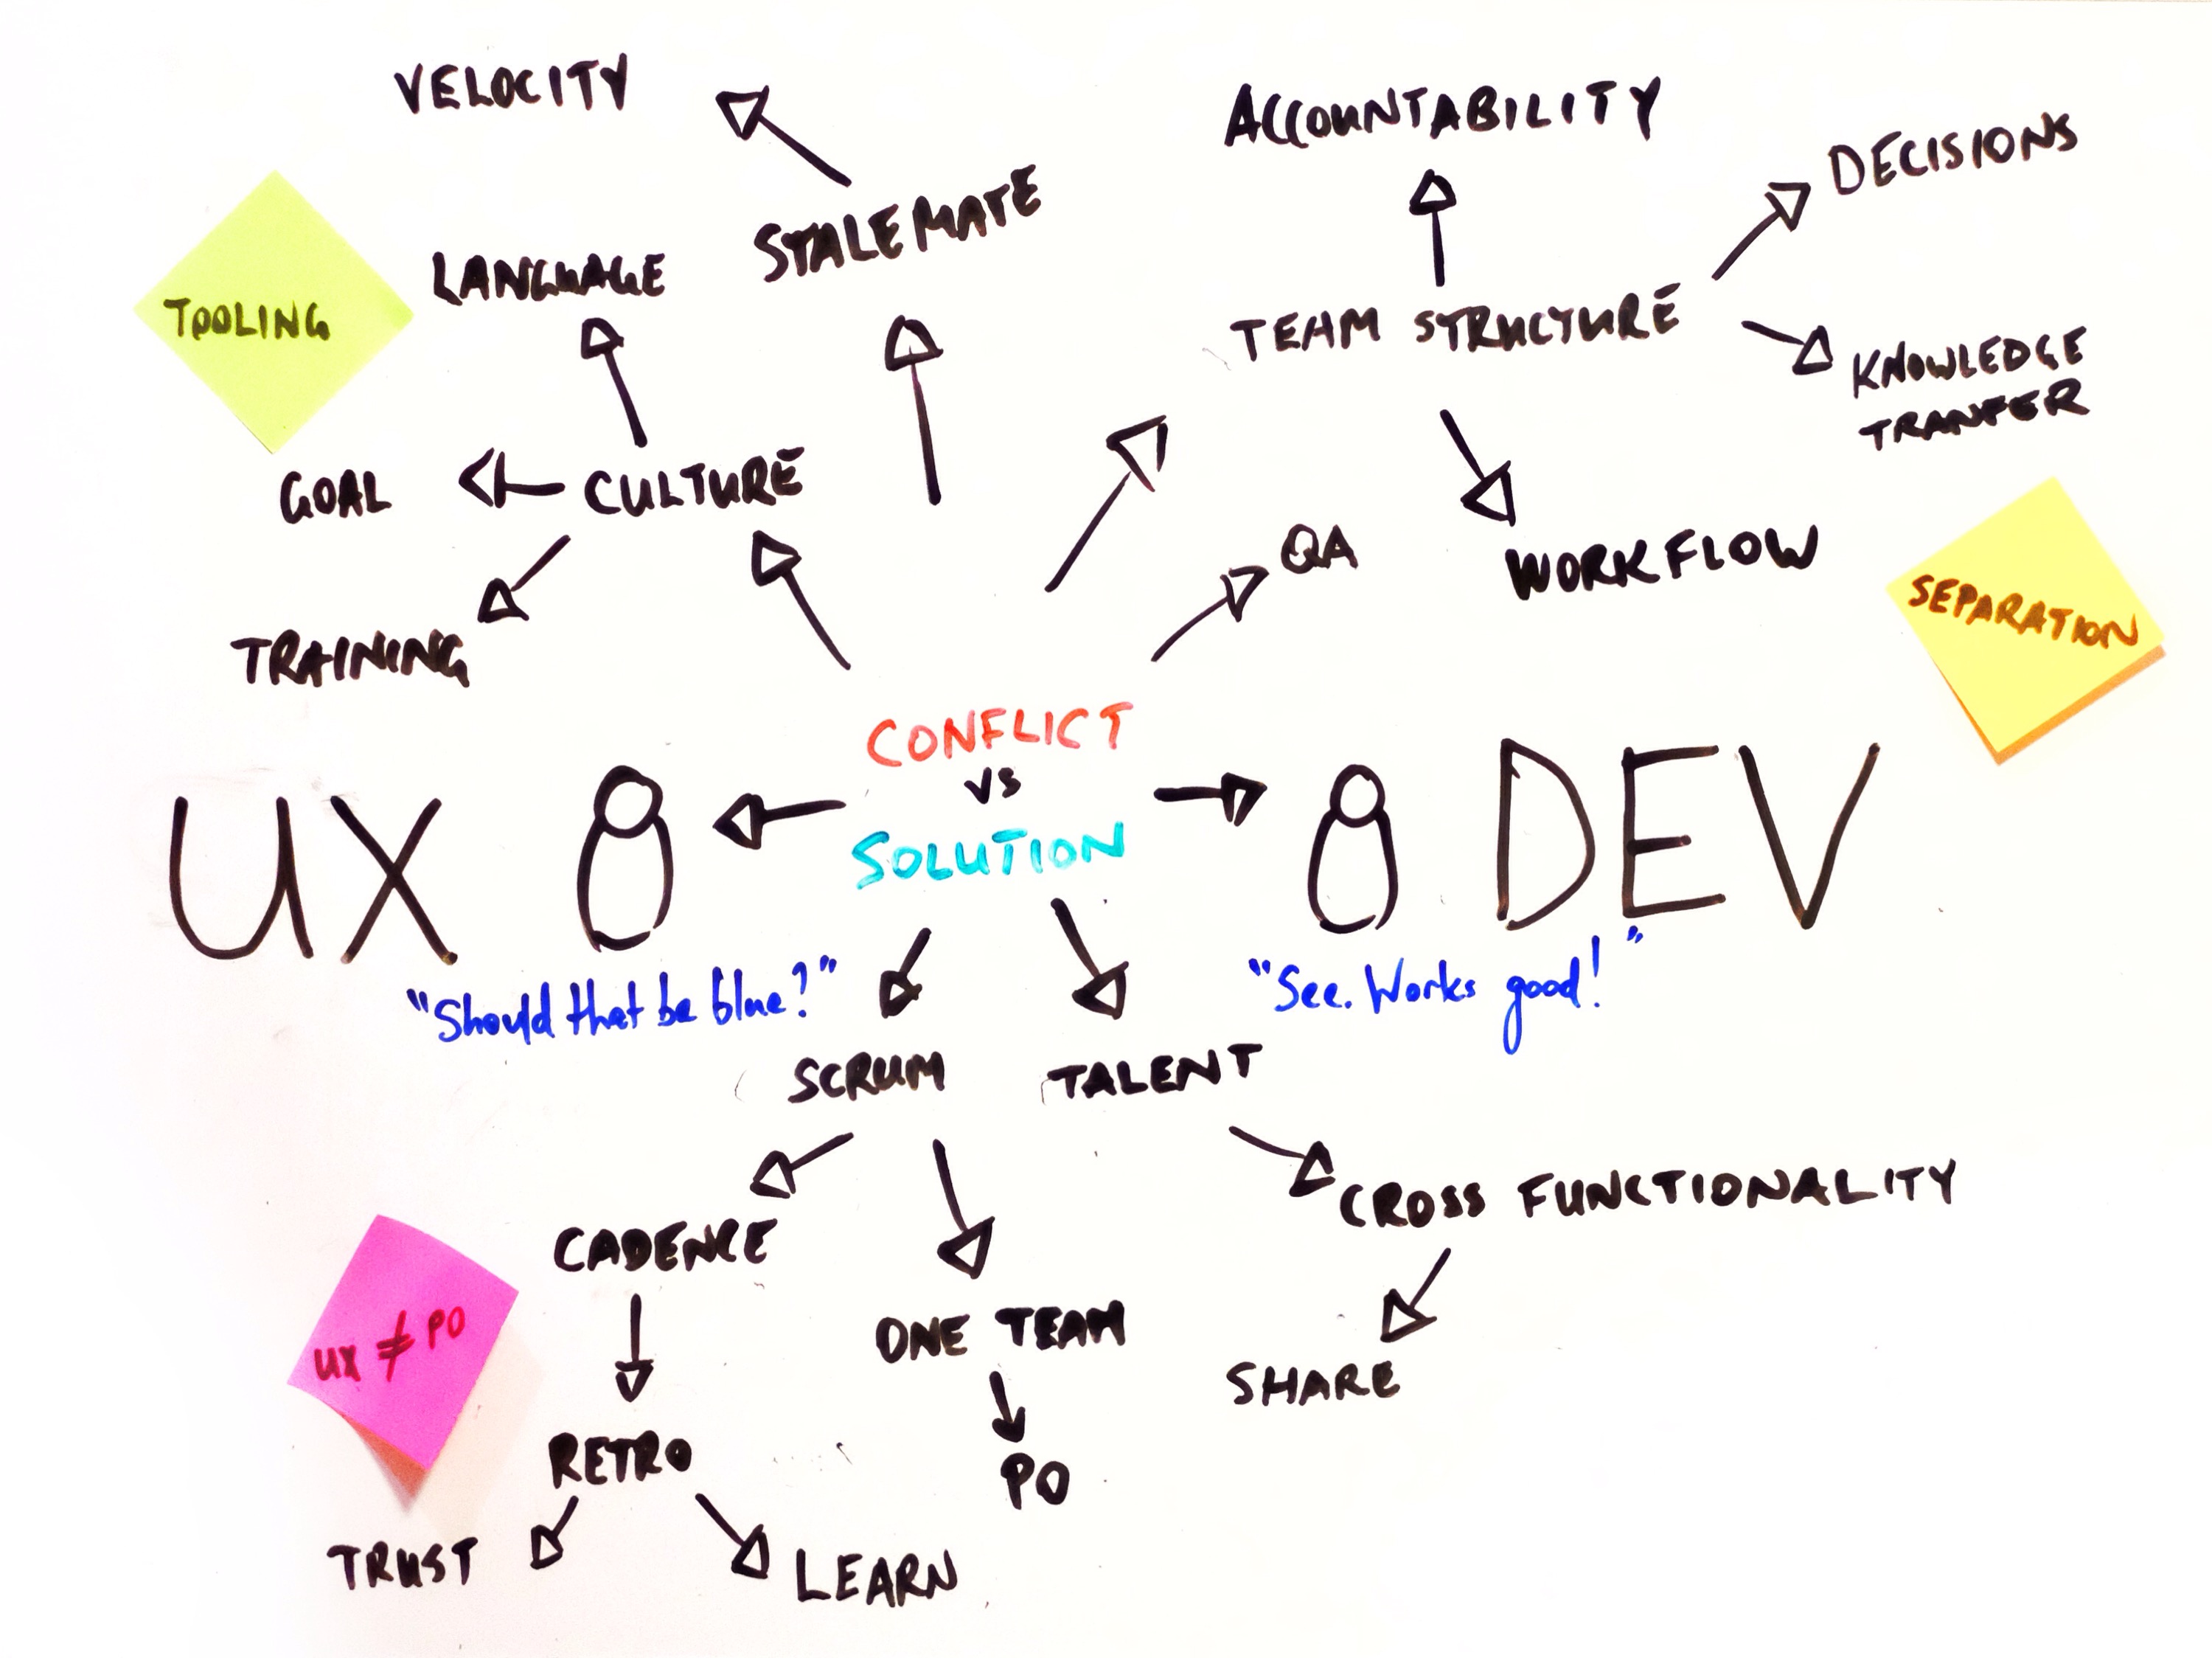 VELOCITY
ACCOUNTABILITY
DECISIONS
STALEMATE
LANGUAGE
TOOLING
TEAM STRUCTURE
KNOWLEDGE
TRANFER
GOAL
CULTURE
QA
WORKFLOW
SEPARATION
TRAINING
CONFLICT
VS
SOLUTION
UX
DEV
"Should that be blue?"
"See. Works good!"
SCRUM
TALENT
CROSS FUNCTIONALITY
CADENCE
ONE TEAM
UX ≠ PO
SHARE
RETRO
PO
TRUST
LEARN